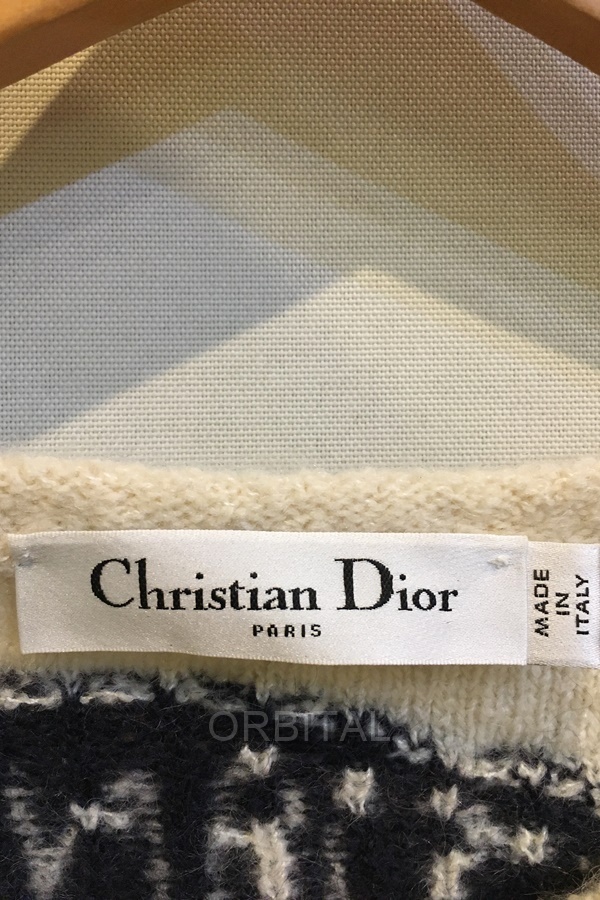 Christian Dior
PARIS
MADE
IN
ITALY
ORBITAL